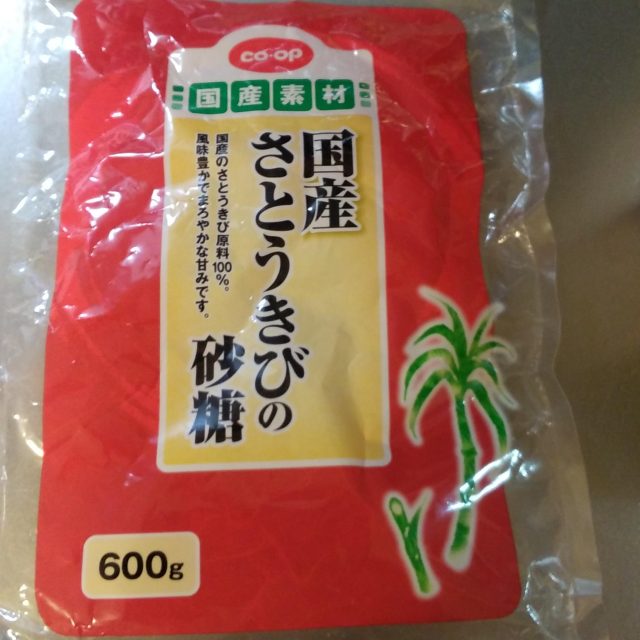 CO·OP
国産素材
国産
さとうきびの
砂糖
国産のさとうきび原料100%。
風味豊かでまろやかな甘みです。
600g